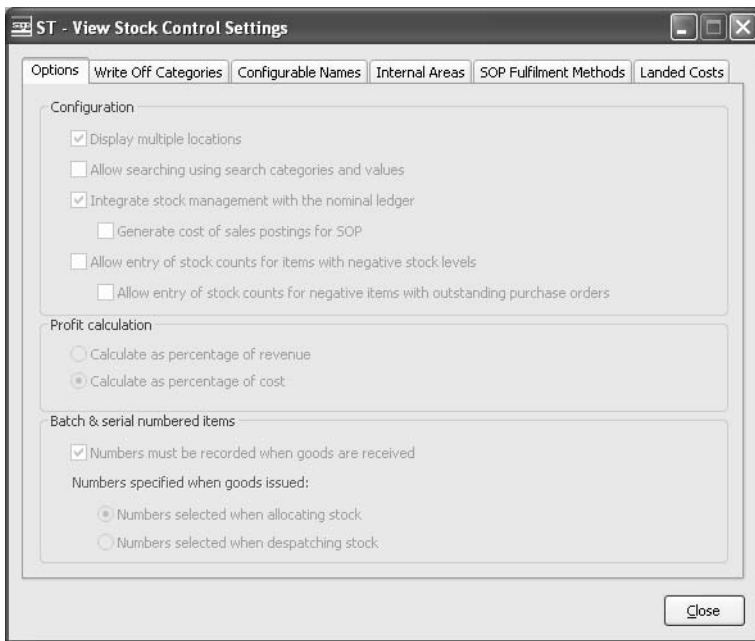 sage ST - View Stock Control Settings
Options Write Off Categories Configurable Names Internal Areas SOP Fulfilment Methods Landed Costs
Configuration
Display multiple locations
Allow searching using search categories and values
Integrate stock management with the nominal ledger
Generate cost of sales postings for SOP
Allow entry of stock counts for items with negative stock levels
Allow entry of stock counts for negative items with outstanding purchase orders
Profit calculation
Calculate as percentage of revenue
Calculate as percentage of cost
Batch & serial numbered items
Numbers must be recorded when goods are received
Numbers specified when goods issued:
Numbers selected when allocating stock
Numbers selected when despatching stock
Close